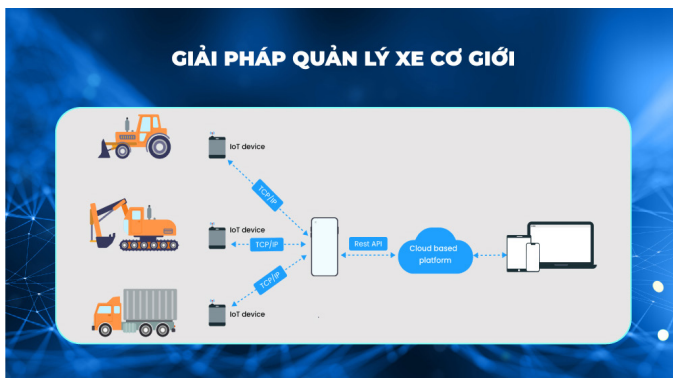 GIẢI PHÁP QUẢN LÝ XE CƠ GIỚI
IoT device
TCP/IP
IoT device
TCP/IP
Rest API
Cloud based
platform
TCP/IP
IoT device